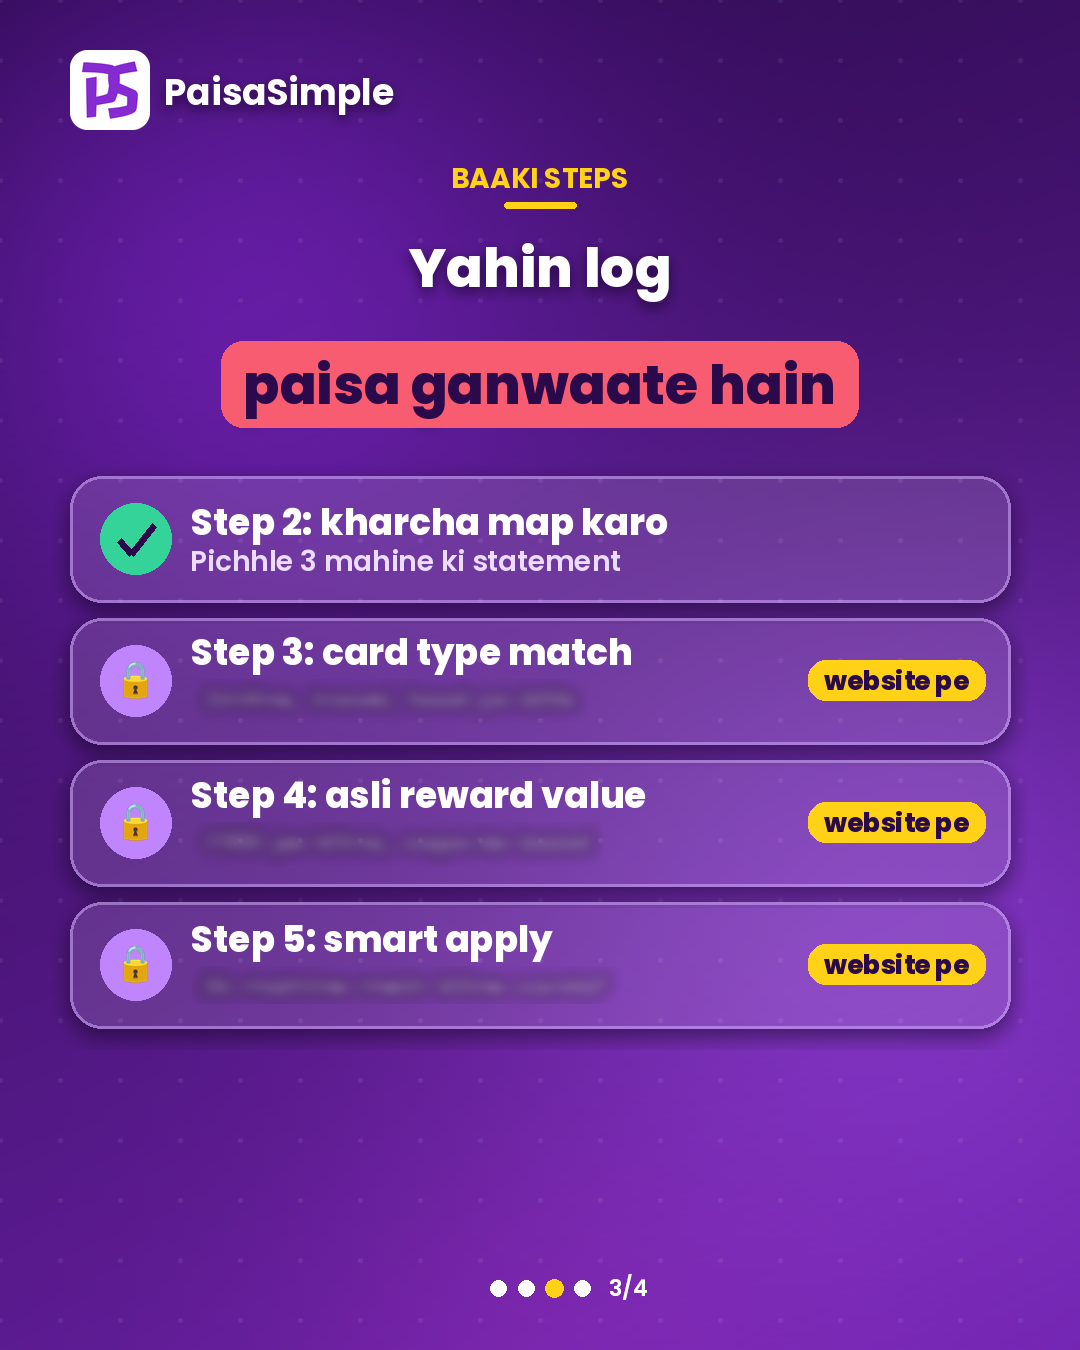 PaisaSimple
BAAKI STEPS
Yahin log
paisa ganwaate hain
Step 2: kharcha map karo
Pichhle 3 mahine ki statement
Step 3: card type match
website pe
Step 4: asli reward value
website pe
Step 5: smart apply
website pe
3/4